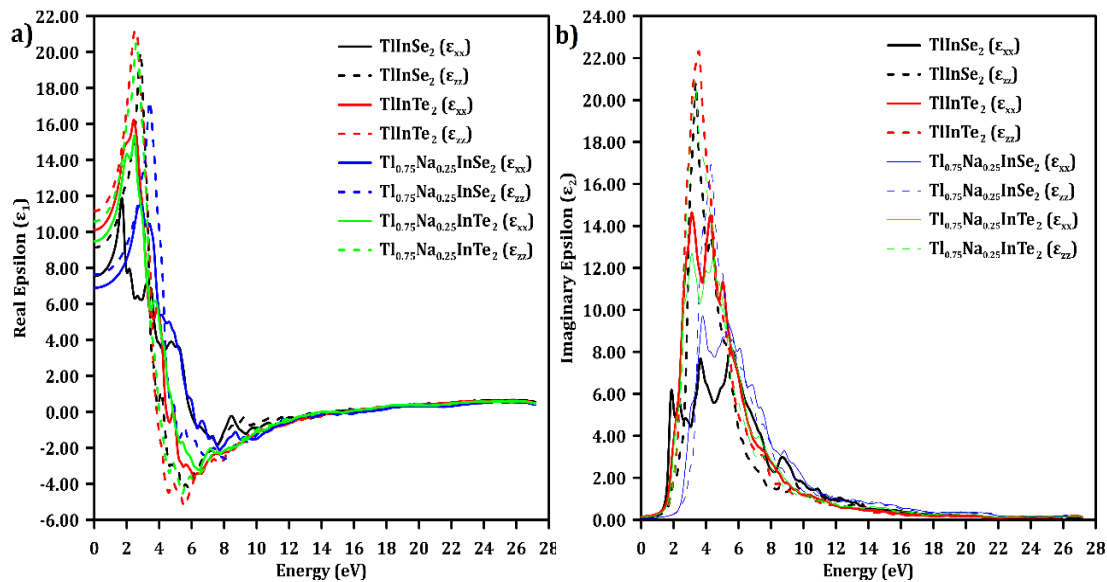 a)
22.00
20.00
18.00
16.00
14.00
12.00
10.00
8.00
6.00
4.00
2.00
0.00
-2.00
-4.00
-6.00
Real Epsilon (ε₁)
TlInSe₂ (εxx)
TlInSe₂ (εzz)
TlInTe₂ (εxx)
TlInTe₂ (εzz)
Tl₀.₇₅Na₀.₂₅InSe₂ (εxx)
Tl₀.₇₅Na₀.₂₅InSe₂ (εzz)
Tl₀.₇₅Na₀.₂₅InTe₂ (εxx)
Tl₀.₇₅Na₀.₂₅InTe₂ (εzz)
0 2 4 6 8 10 12 14 16 18 20 22 24 26 28
Energy (eV)
b)
24.00
22.00
20.00
18.00
16.00
14.00
12.00
10.00
8.00
6.00
4.00
2.00
0.00
Imaginary Epsilon (ε₂)
TlInSe₂ (εxx)
TlInSe₂ (εzz)
TlInTe₂ (εxx)
TlInTe₂ (εzz)
Tl₀.₇₅Na₀.₂₅InSe₂ (εxx)
Tl₀.₇₅Na₀.₂₅InSe₂ (εzz)
Tl₀.₇₅Na₀.₂₅InTe₂ (εxx)
Tl₀.₇₅Na₀.₂₅InTe₂ (εzz)
0 2 4 6 8 10 12 14 16 18 20 22 24 26 28
Energy (eV)